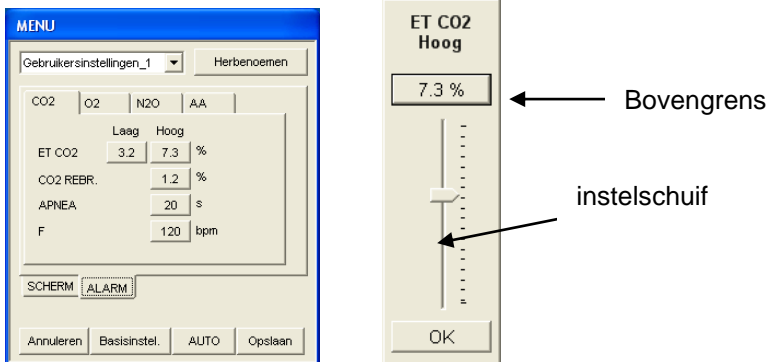 MENU
Gebruikersinstellingen_1 Herbenoemen
CO2 O2 N2O AA
Laag Hoog
ET CO2 3.2 7.3 %
CO2 REBR. 1.2 %
APNEA 20 s
F 120 bpm
SCHERM ALARM
Annuleren Basisinstel. AUTO Opslaan
ET CO2
Hoog
7.3 %
OK
Bovengrens
instelschuif